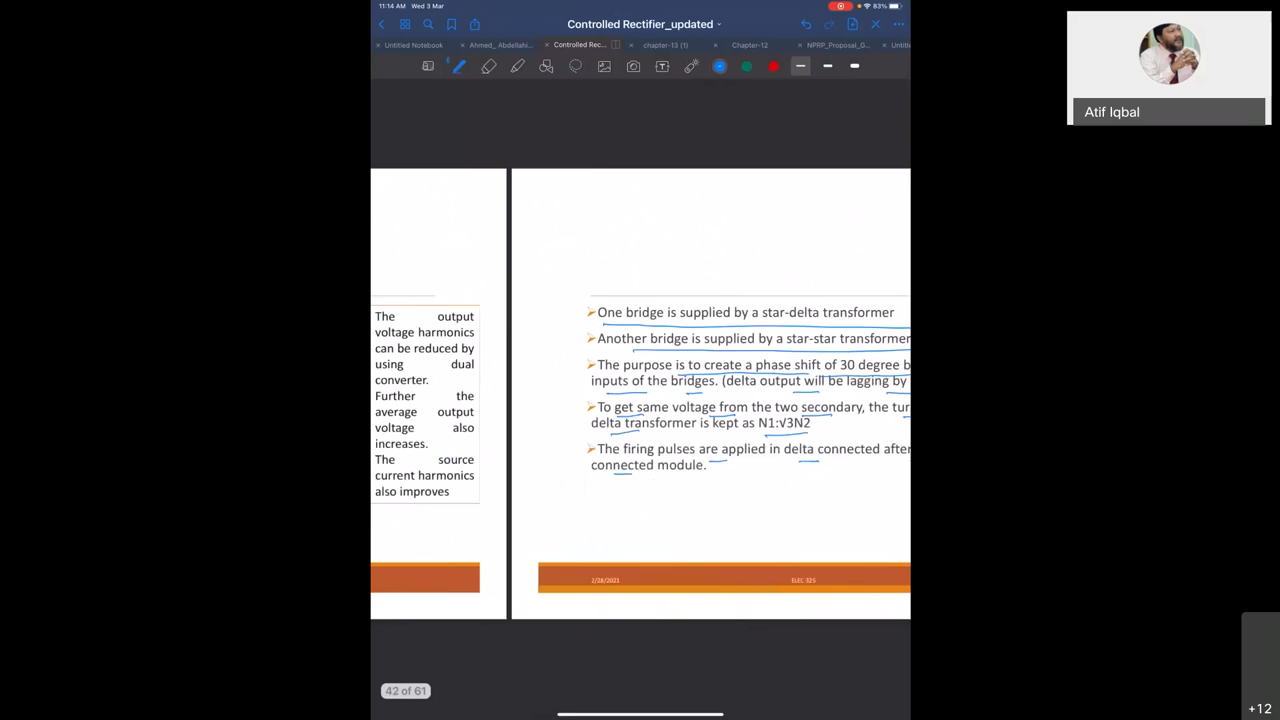 11:14 AM Wed 3 Mar
83%
Controlled Rectifier_updated
Untitled Notebook
Ahmed_ Abdellahi...
Controlled Rec...
chapter-13 (1)
Chapter-12
NPRP_Proposal_G...
Untitl
The output
voltage harmonics
can be reduced by
using dual
converter.
Further the
average output
voltage also
increases.
The source
current harmonics
also improves
One bridge is supplied by a star-delta transformer
Another bridge is supplied by a star-star transformer
The purpose is to create a phase shift of 30 degree b
inputs of the bridges. (delta output will be lagging by
To get same voltage from the two secondary, the tur
delta transformer is kept as N1:√3N2
The firing pulses are applied in delta connected after
connected module.
2/28/2021
ELEC 325
42 of 61
Atif Iqbal
+12